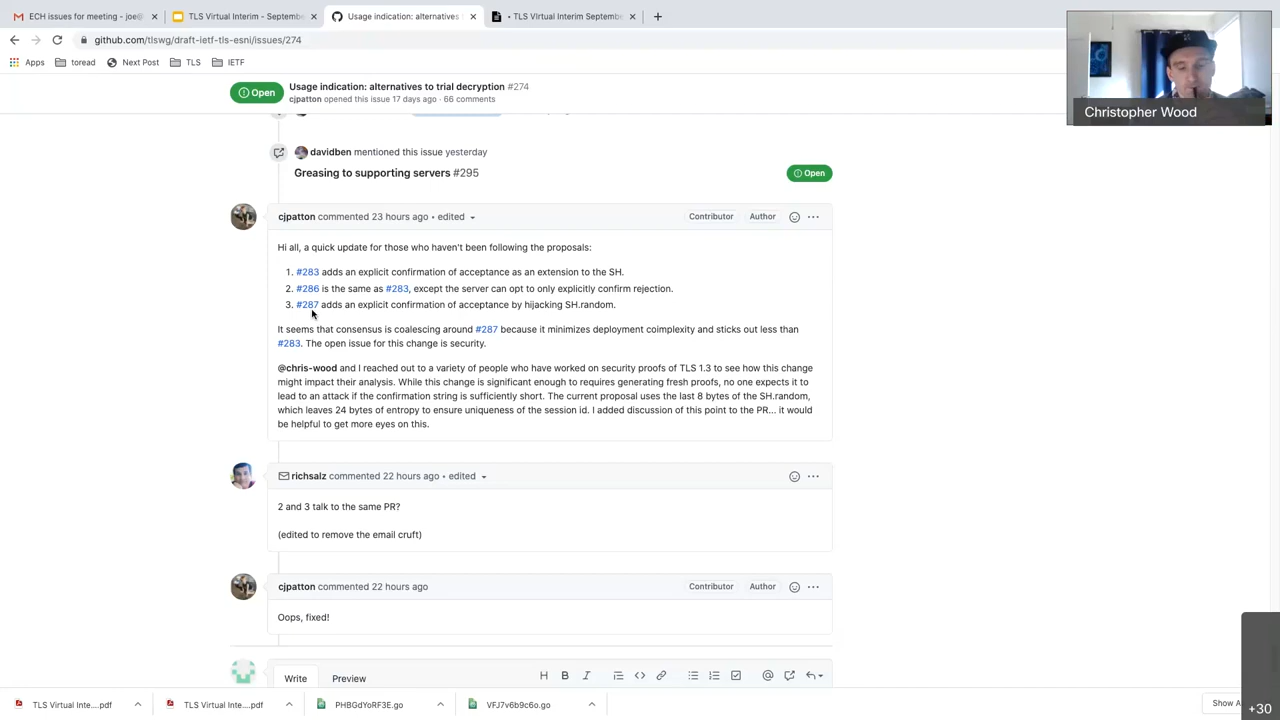 ECH issues for meeting - joe@
TLS Virtual Interim - Septembe
Usage indication: alternatives
• TLS VIrtual Interim Septembe
github.com/tlswg/draft-ietf-tls-esni/issues/274
Apps
toread
Next Post
TLS
IETF
Christopher Wood
Open
Usage indication: alternatives to trial decryption #274
cjpatton opened this issue 17 days ago · 66 comments
davidben mentioned this issue yesterday
Greasing to supporting servers #295
Open
cjpatton commented 23 hours ago • edited
Contributor
Author
Hi all, a quick update for those who haven't been following the proposals:
1. #283 adds an explicit confirmation of acceptance as an extension to the SH.
2. #286 is the same as #283, except the server can opt to only explicitly confirm rejection.
3. #287 adds an explicit confirmation of acceptance by hijacking SH.random.
It seems that consensus is coalescing around #287 because it minimizes deployment coimplexity and sticks out less than
#283. The open issue for this change is security.
@chris-wood and I reached out to a variety of people who have worked on security proofs of TLS 1.3 to see how this change
might impact their analysis. While this change is significant enough to requires generating fresh proofs, no one expects it to
lead to an attack if the confirmation string is sufficiently short. The current proposal uses the last 8 bytes of the SH.random,
which leaves 24 bytes of entropy to ensure uniqueness of the session id. I added discussion of this point to the PR... it would
be helpful to get more eyes on this.
richsalz commented 22 hours ago • edited
2 and 3 talk to the same PR?
(edited to remove the email cruft)
cjpatton commented 22 hours ago
Contributor
Author
Oops, fixed!
Write
Preview
H B I
TLS Virtual Inte....pdf
TLS Virtual Inte....pdf
PHBGdYoRF3E.go
VFJ7v6b9c6o.go
Show A
+30